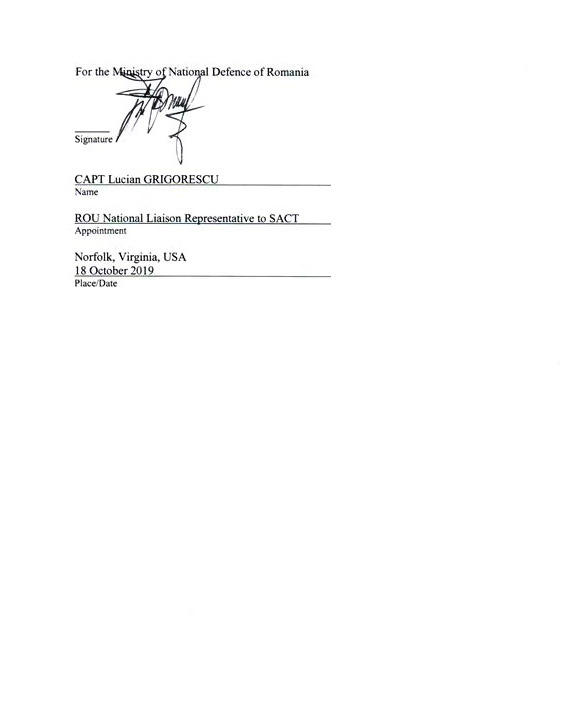 For the Ministry of National Defence of Romania
Signature
CAPT Lucian GRIGORESCU
Name
ROU National Liaison Representative to SACT
Appointment
Norfolk, Virginia, USA
18 October 2019
Place/Date